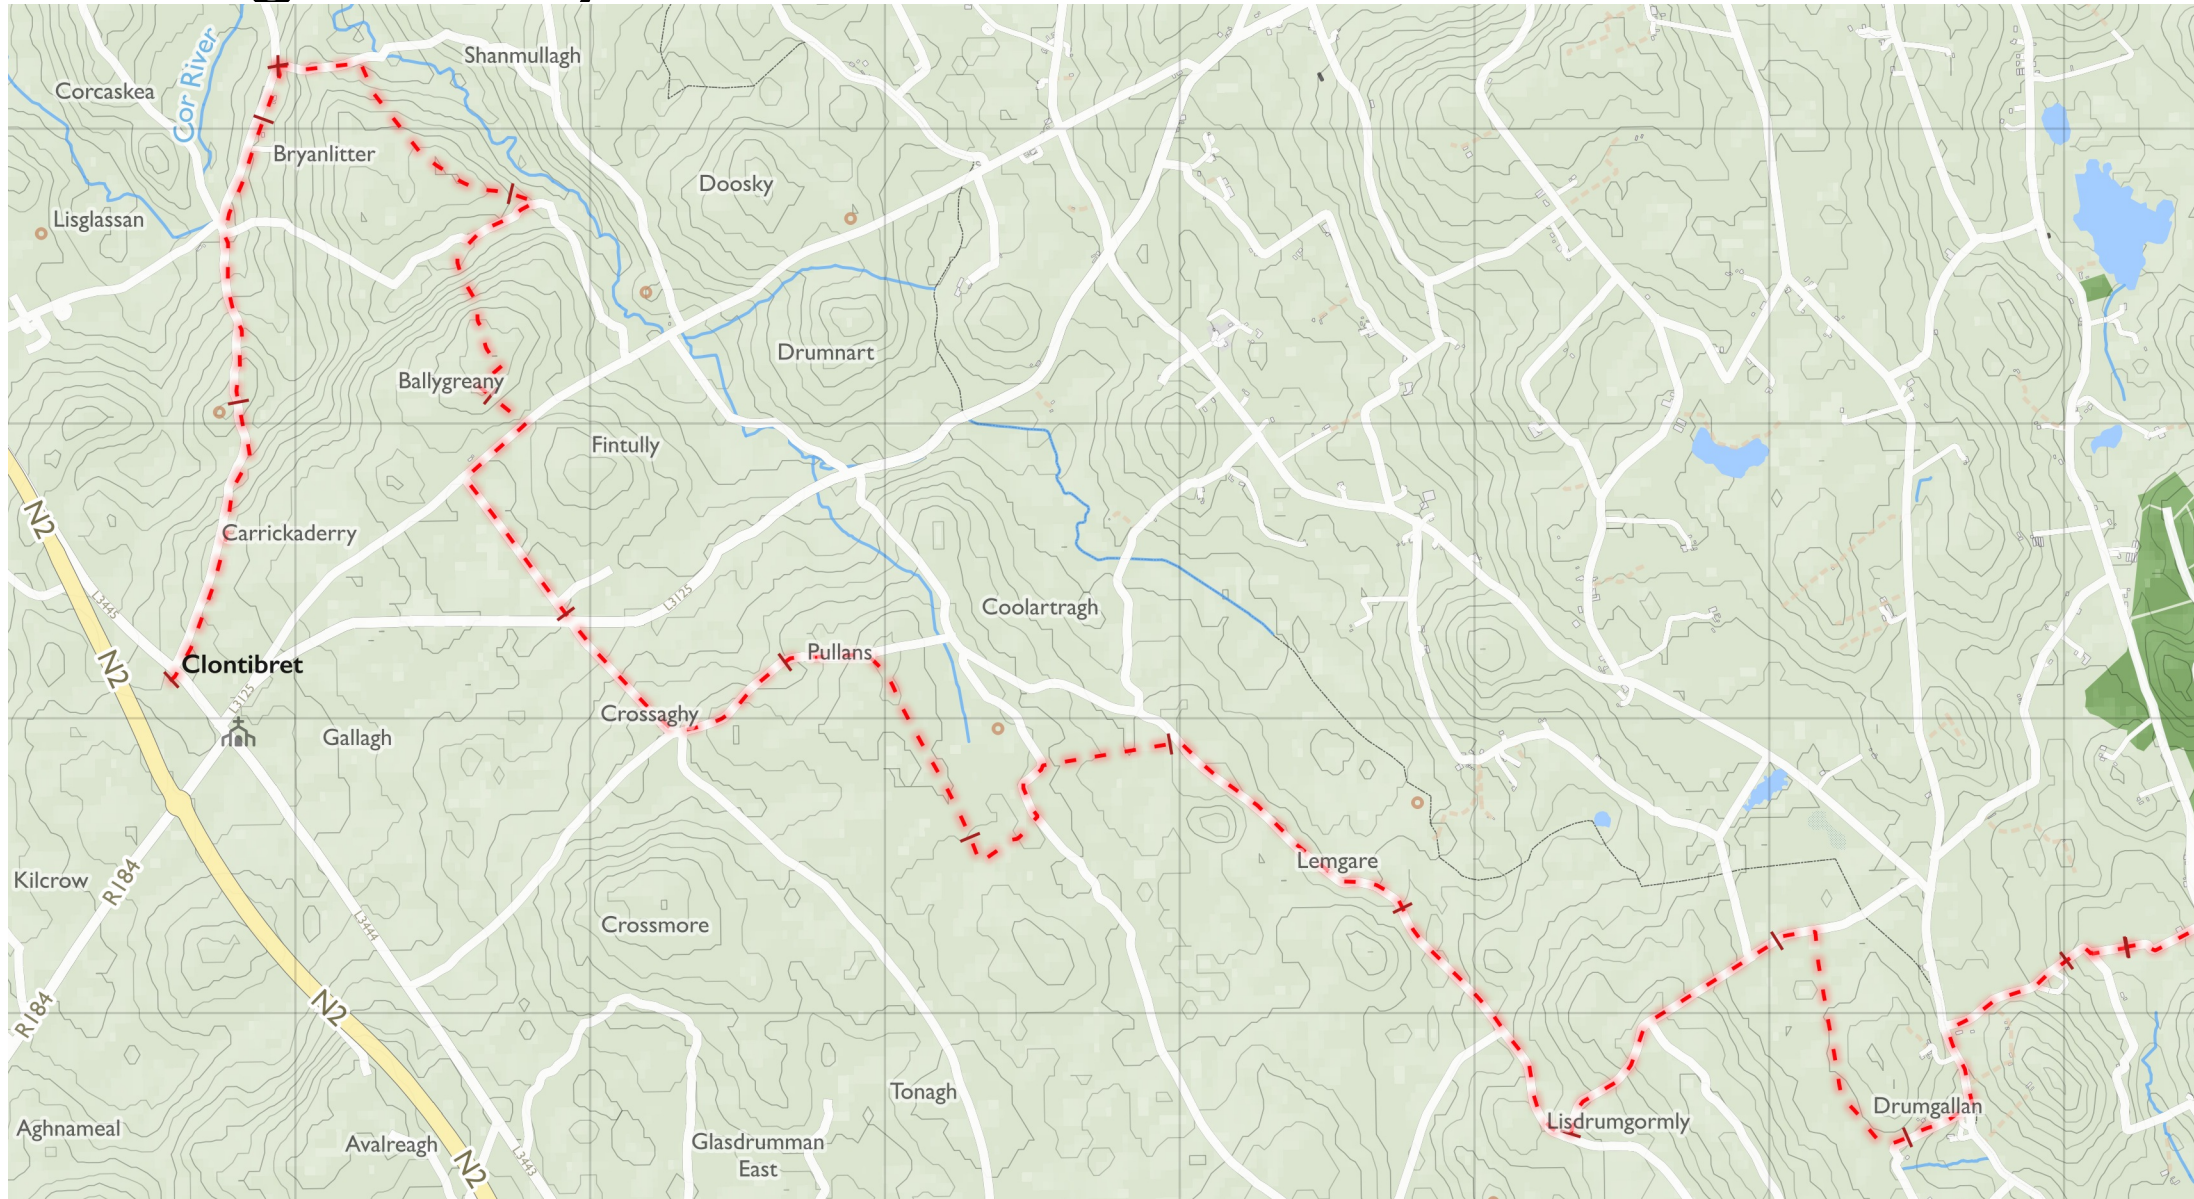 Shanmullagh
Corcaskea
Cor River
Bryanlitter
Doosky
Lisglassan
Drumnart
Ballygreany
Fintully
N2
Carrickaderry
L3445
L3125
Coolartragh
Pullans
Clontibret
N2
L3125
Crossaghy
Gallagh
Lemgare
Kilcrow
R184
L3444
Crossmore
N2
R184
Tonagh
Drumgallan
Lisdrumgormly
Aghnameal
Avalreagh
Glasdrumman
East
N2
L3443